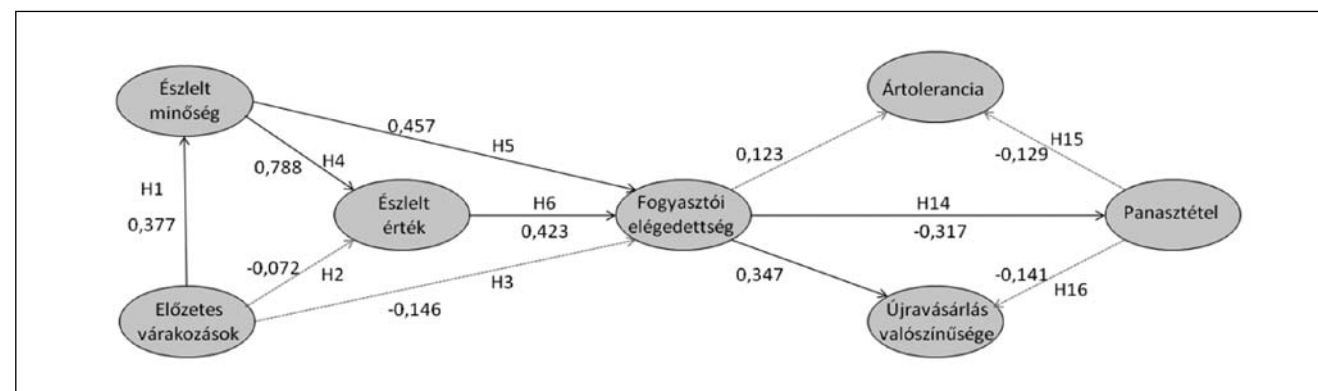 Észlelt
minőség
Ártolerancia
0,457
H5
H15
0,123
-0,129
H4
0,788
H1
0,377
Észlelt
érték
H6
0,423
Fogyasztói
elégedettség
H14
-0,317
Panasztétel
-0,072
H2
H3
-0,146
0,347
-0,141
H16
Előzetes
várakozások
Újravásárlás
valószínűsége